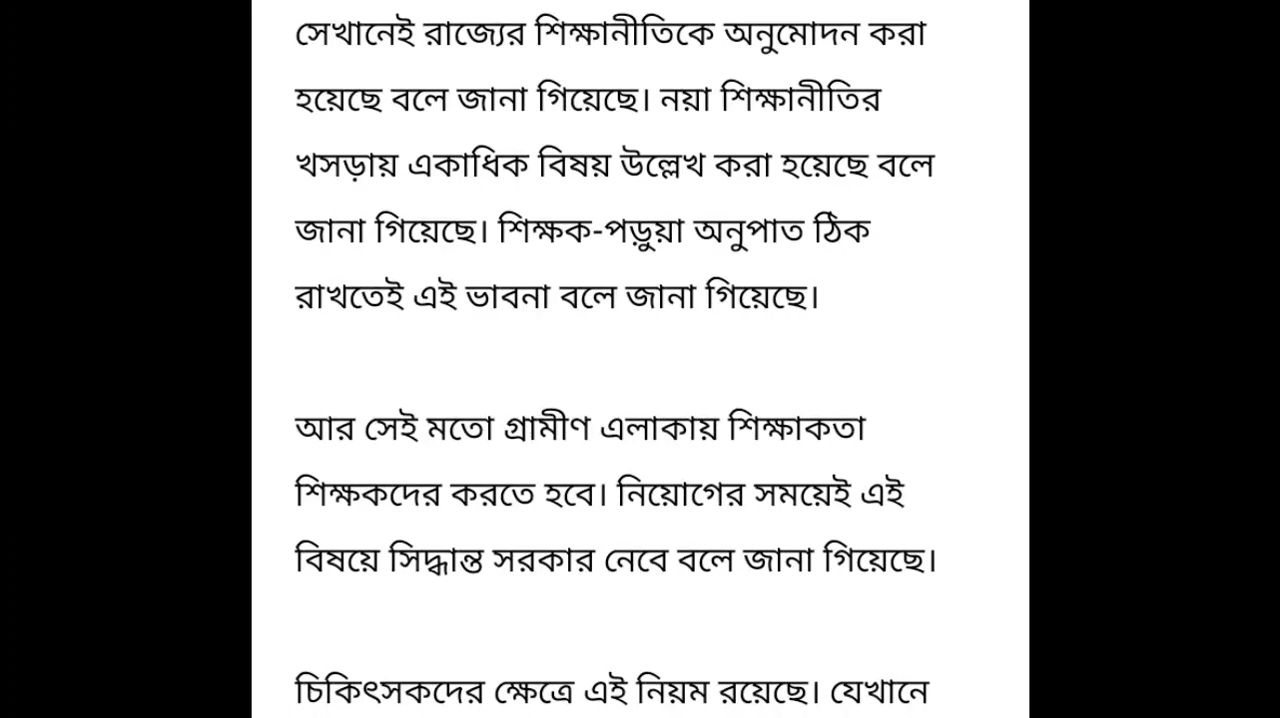 সেখানেই রাজ্যের শিক্ষানীতিকে অনুমোদন করা
হয়েছে বলে জানা গিয়েছে। নয়া শিক্ষানীতির
খসড়ায় একাধিক বিষয় উল্লেখ করা হয়েছে বলে
জানা গিয়েছে। শিক্ষক-পড়ুয়া অনুপাত ঠিক
রাখতেই এই ভাবনা বলে জানা গিয়েছে।
আর সেই মতো গ্রামীণ এলাকায় শিক্ষাকতা
শিক্ষকদের করতে হবে। নিয়োগের সময়েই এই
বিষয়ে সিদ্ধান্ত সরকার নেবে বলে জানা গিয়েছে।
চিকিৎসকদের ক্ষেত্রে এই নিয়ম রয়েছে। যেখানে